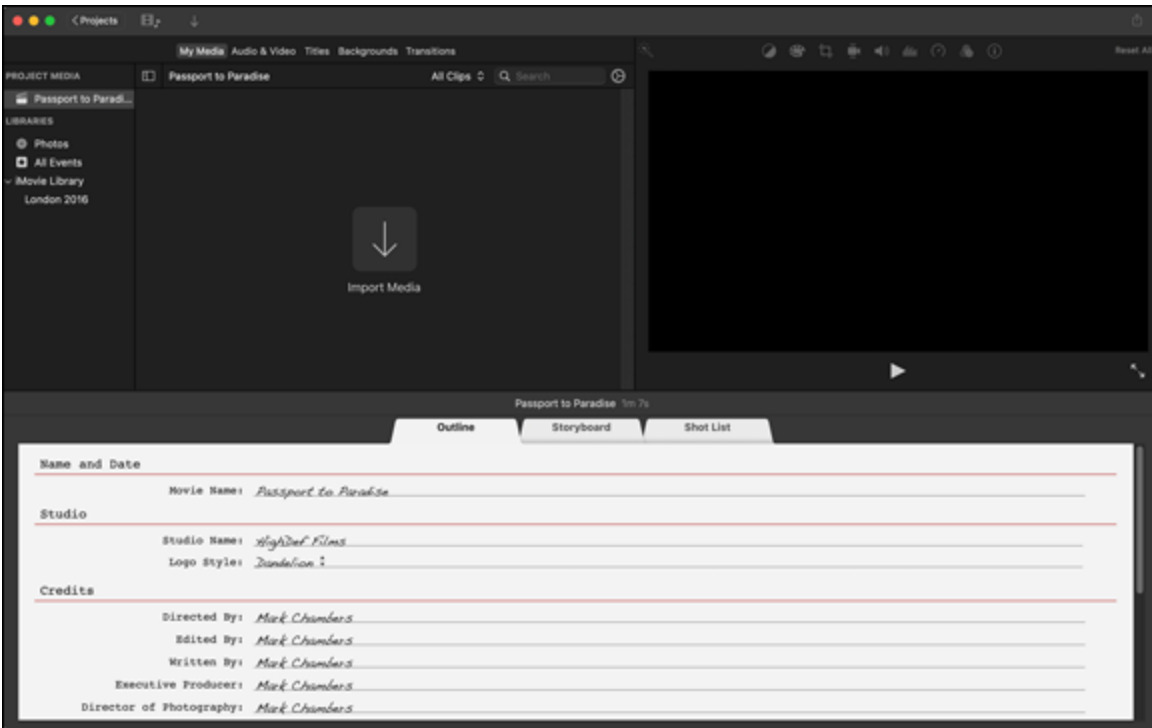 Projects
My Media Audio & Video Titles Backgrounds Transitions
Reset All
PROJECT MEDIA
Passport to Paradise All Clips Search
Passport to Paradi...
LIBRARIES
Photos
All Events
iMovie Library
London 2016
Import Media
Passport to Paradise 1m 7s
Outline Storyboard Shot List
Name and Date
Movie Name: Passport to Paradise
Studio
Studio Name: HighDef Films
Logo Style: Dandelion
Credits
Directed By: Mark Chambers
Edited By: Mark Chambers
Written By: Mark Chambers
Executive Producer: Mark Chambers
Director of Photography: Mark Chambers